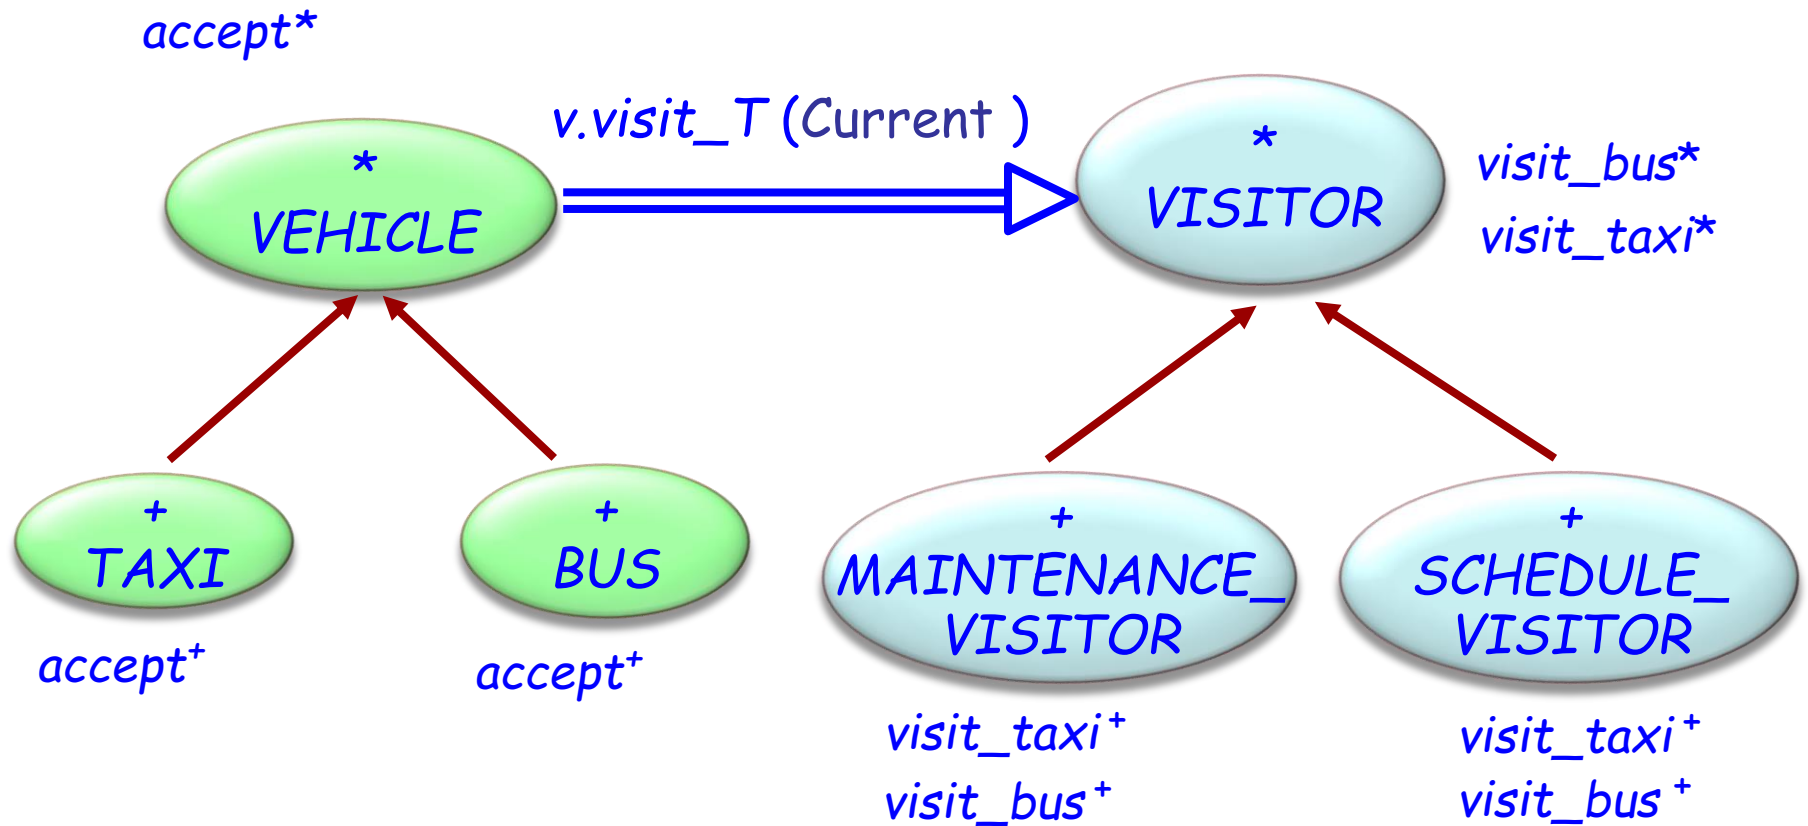 accept*
v.visit_T (Current )
*
VEHICLE
*
VISITOR
visit_bus*
visit_taxi*
+
TAXI
accept+
+
BUS
accept+
+
MAINTENANCE_
VISITOR
visit_taxi+
visit_bus+
+
SCHEDULE_
VISITOR
visit_taxi+
visit_bus+